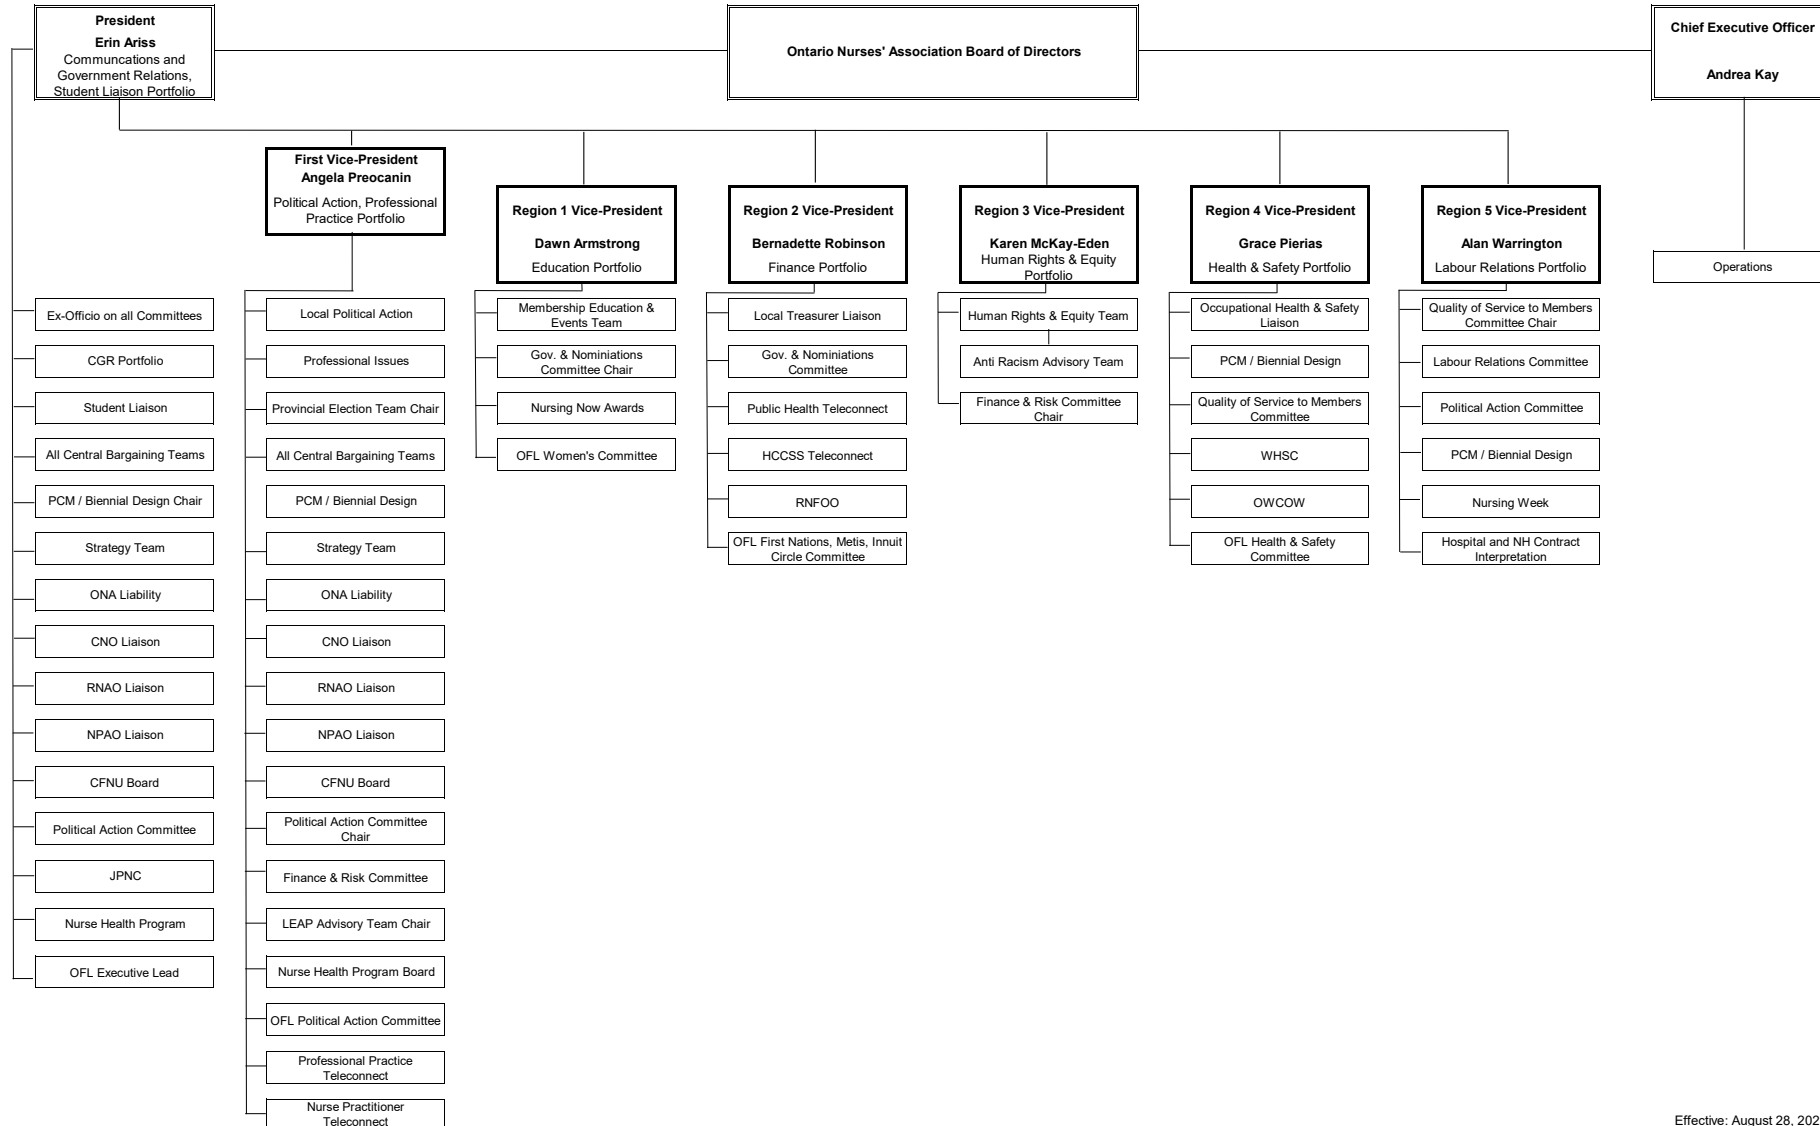 President
Erin Ariss
Communcations and
Government Relations,
Student Liaison Portfolio
Ontario Nurses' Association Board of Directors
Chief Executive Officer
Andrea Kay
First Vice-President
Angela Preocanin
Political Action, Professional
Practice Portfolio
Region 1 Vice-President
Dawn Armstrong
Education Portfolio
Region 2 Vice-President
Bernadette Robinson
Finance Portfolio
Region 3 Vice-President
Karen McKay-Eden
Human Rights & Equity
Portfolio
Region 4 Vice-President
Grace Pierias
Health & Safety Portfolio
Region 5 Vice-President
Alan Warrington
Labour Relations Portfolio
Operations
Ex-Officio on all Committees
CGR Portfolio
Student Liaison
All Central Bargaining Teams
PCM / Biennial Design Chair
Strategy Team
ONA Liability
CNO Liaison
RNAO Liaison
NPAO Liaison
CFNU Board
Political Action Committee
JPNC
Nurse Health Program
OFL Executive Lead
Local Political Action
Professional Issues
Provincial Election Team Chair
All Central Bargaining Teams
PCM / Biennial Design
Strategy Team
ONA Liability
CNO Liaison
RNAO Liaison
NPAO Liaison
CFNU Board
Political Action Committee
Chair
Finance & Risk Committee
LEAP Advisory Team Chair
Nurse Health Program Board
OFL Political Action Committee
Professional Practice
Teleconnect
Nurse Practitioner
Teleconnect
Membership Education &
Events Team
Gov. & Nominiations
Committee Chair
Nursing Now Awards
OFL Women's Committee
Local Treasurer Liaison
Gov. & Nominiations
Committee
Public Health Teleconnect
HCCSS Teleconnect
RNFOO
OFL First Nations, Metis, Innuit
Circle Committee
Human Rights & Equity Team
Anti Racism Advisory Team
Finance & Risk Committee
Chair
Occupational Health & Safety
Liaison
PCM / Biennial Design
Quality of Service to Members
Committee
WHSC
OWCOW
OFL Health & Safety
Committee
Quality of Service to Members
Committee Chair
Labour Relations Committee
Political Action Committee
PCM / Biennial Design
Nursing Week
Hospital and NH Contract
Interpretation
Effective: August 28, 202